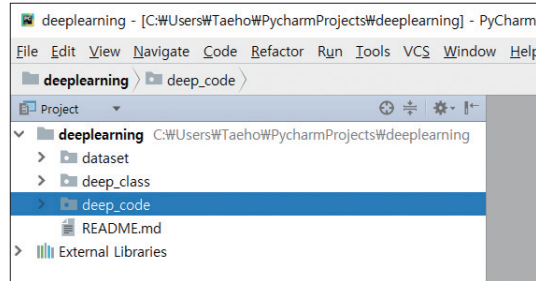 deeplearning - [C:₩Users₩Taeho₩PycharmProjects₩deeplearning] - PyCharm
File Edit View Navigate Code Refactor Run Tools VCS Window Help
deeplearning deep_code
Project
deeplearning C:₩Users₩Taeho₩PycharmProjects₩deeplearning
dataset
deep_class
deep_code
README.md
External Libraries